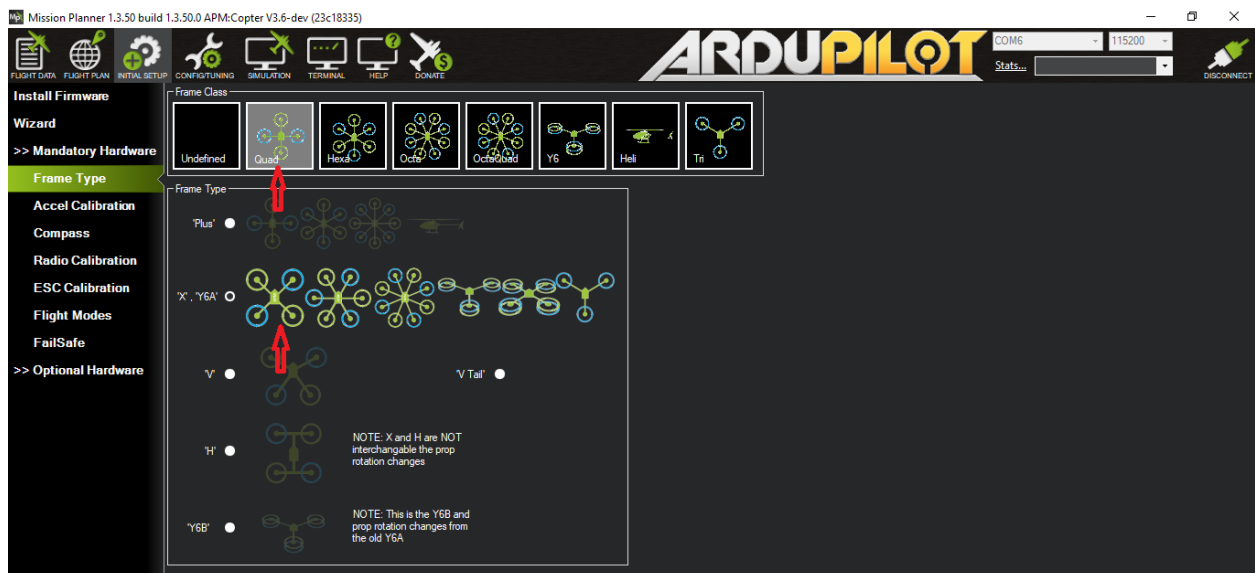 Mission Planner 1.3.50 build 1.3.50.0 APM:Copter V3.6-dev (23c18335)
FLIGHT DATA
FLIGHT PLAN
INITIAL SETUP
CONFIG/TUNING
SIMULATION
TERMINAL
HELP
DONATE
ARDUPILOT
COM6
115200
Stats...
DISCONNECT
Install Firmware
Wizard
>> Mandatory Hardware
Frame Type
Accel Calibration
Compass
Radio Calibration
ESC Calibration
Flight Modes
FailSafe
>> Optional Hardware
Frame Class
Undefined
Quad
Hexa
Octa
OctaQuad
Y6
Heli
Tri
Frame Type
'Plus'
'X', 'Y6A'
'V'
'V Tail'
'H'
NOTE: X and H are NOT
interchangable the prop
rotation changes
'Y6B'
NOTE: This is the Y6B and
prop rotation changes from
the old Y6A